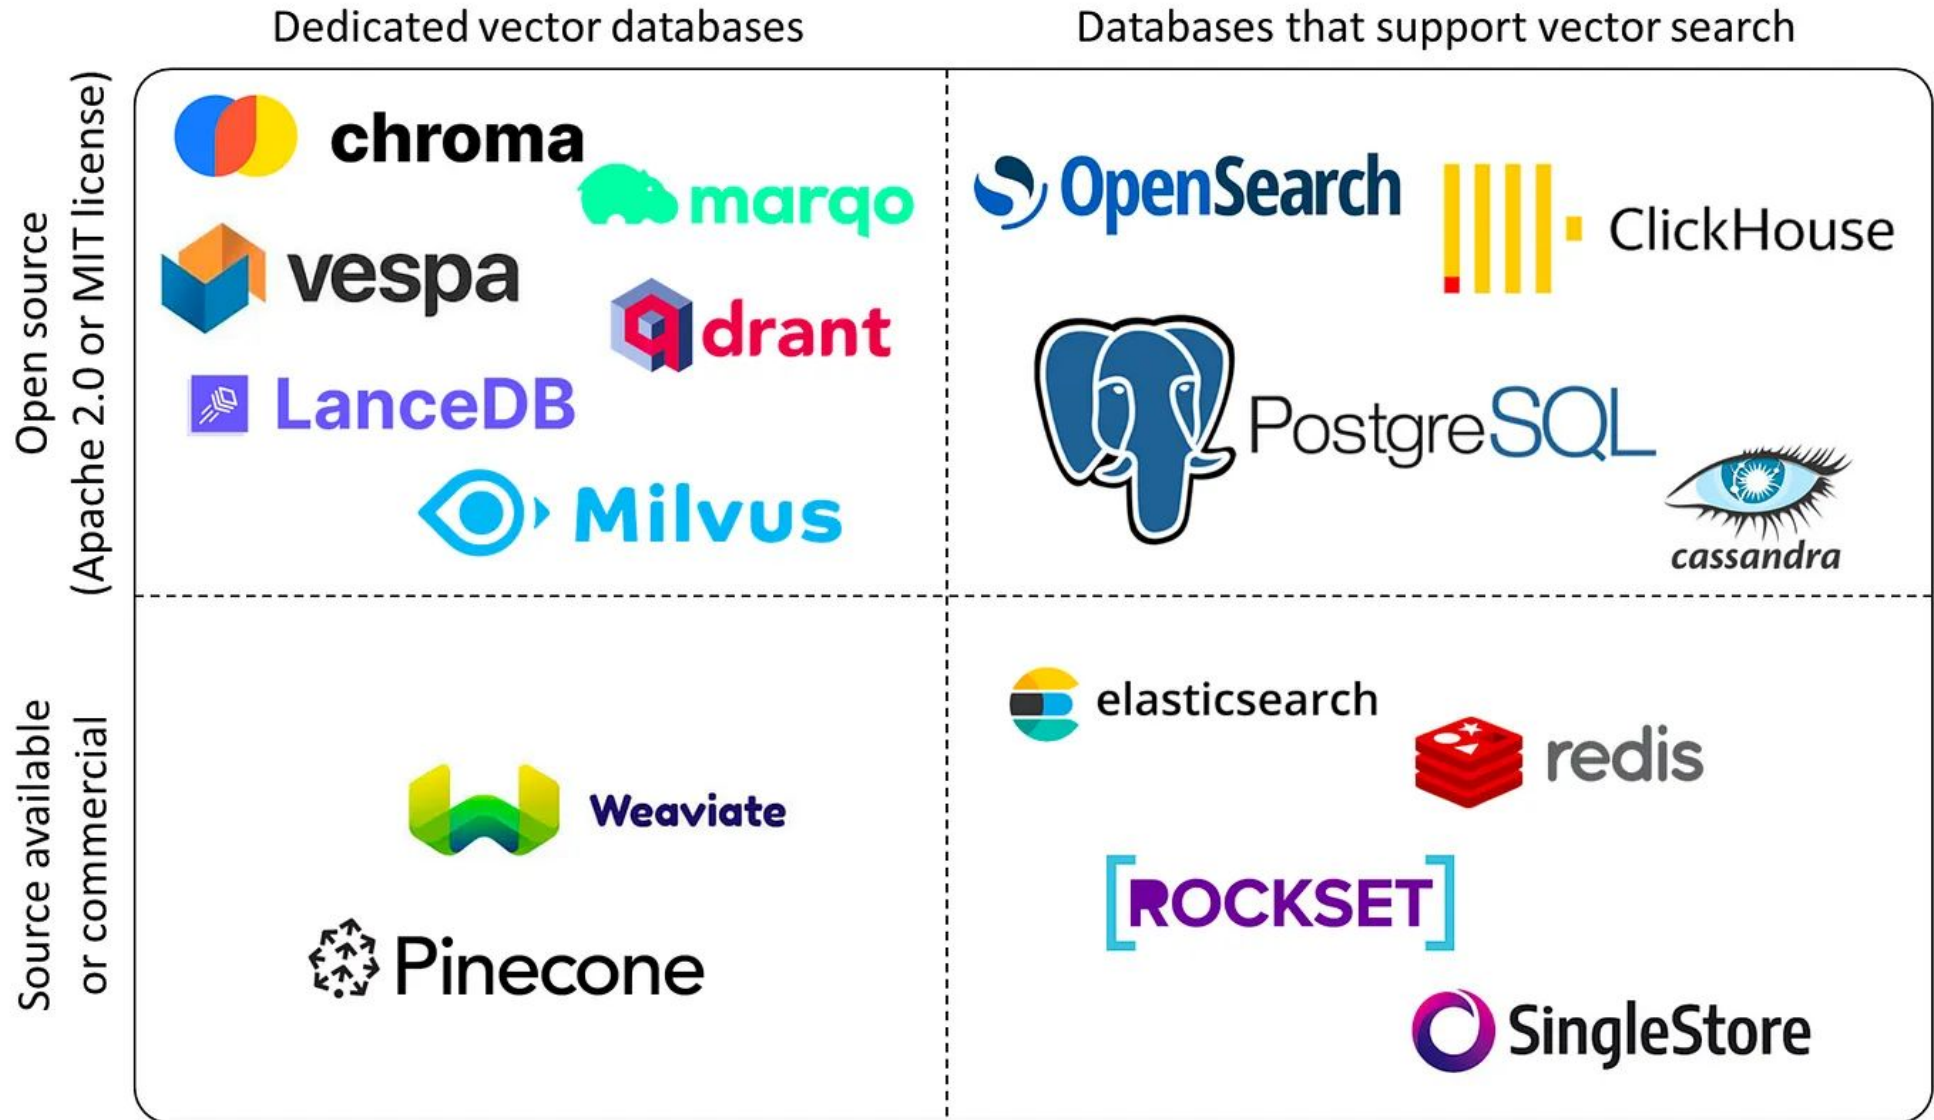 Dedicated vector databases
Databases that support vector search
Open source
(Apache 2.0 or MIT license)
chroma
marqo
vespa
qdrant
LanceDB
Milvus
OpenSearch
ClickHouse
PostgreSQL
cassandra
Source available
or commercial
Weaviate
Pinecone
elasticsearch
redis
[ROCKSET]
SingleStore